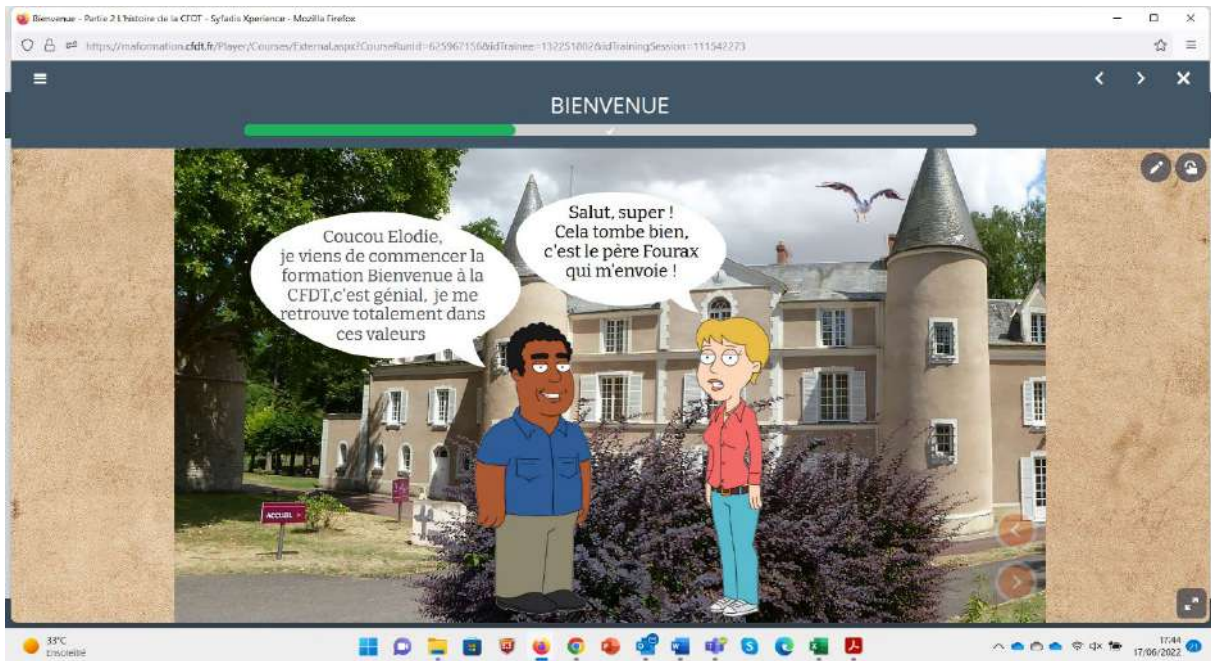 Bienvenue - Partie 2 L'histoire de la CFDT - Syfadis Xperience - Mozilla Firefox
BIENVENUE
Coucou Elodie,
je viens de commencer la
formation Bienvenue à la
CFDT,c'est génial, je me
retrouve totalement dans
ces valeurs
Salut, super !
Cela tombe bien,
c'est le père Fourax
qui m'envoie !
ACCUEIL
33°C
Ensoleillé
17:44
17/06/2022